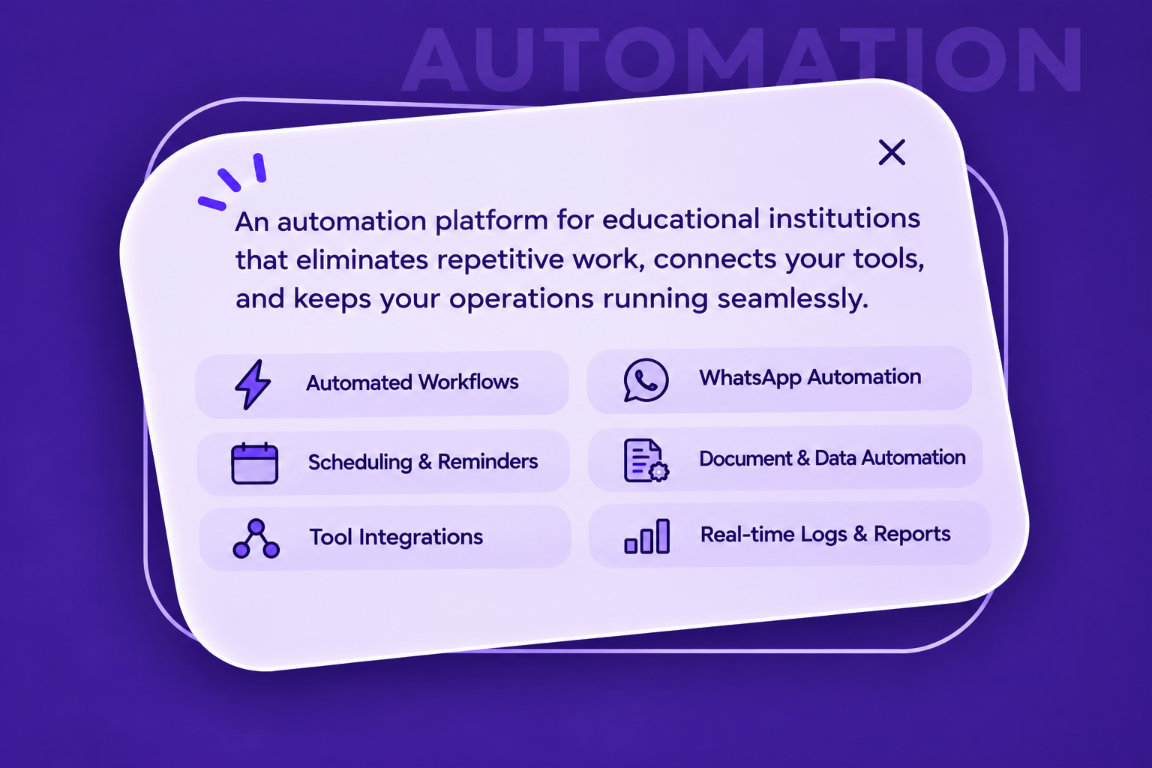 AUTOMATION
An automation platform for educational institutions
that eliminates repetitive work, connects your tools,
and keeps your operations running seamlessly.
Automated Workflows
WhatsApp Automation
Scheduling & Reminders
Document & Data Automation
Tool Integrations
Real-time Logs & Reports